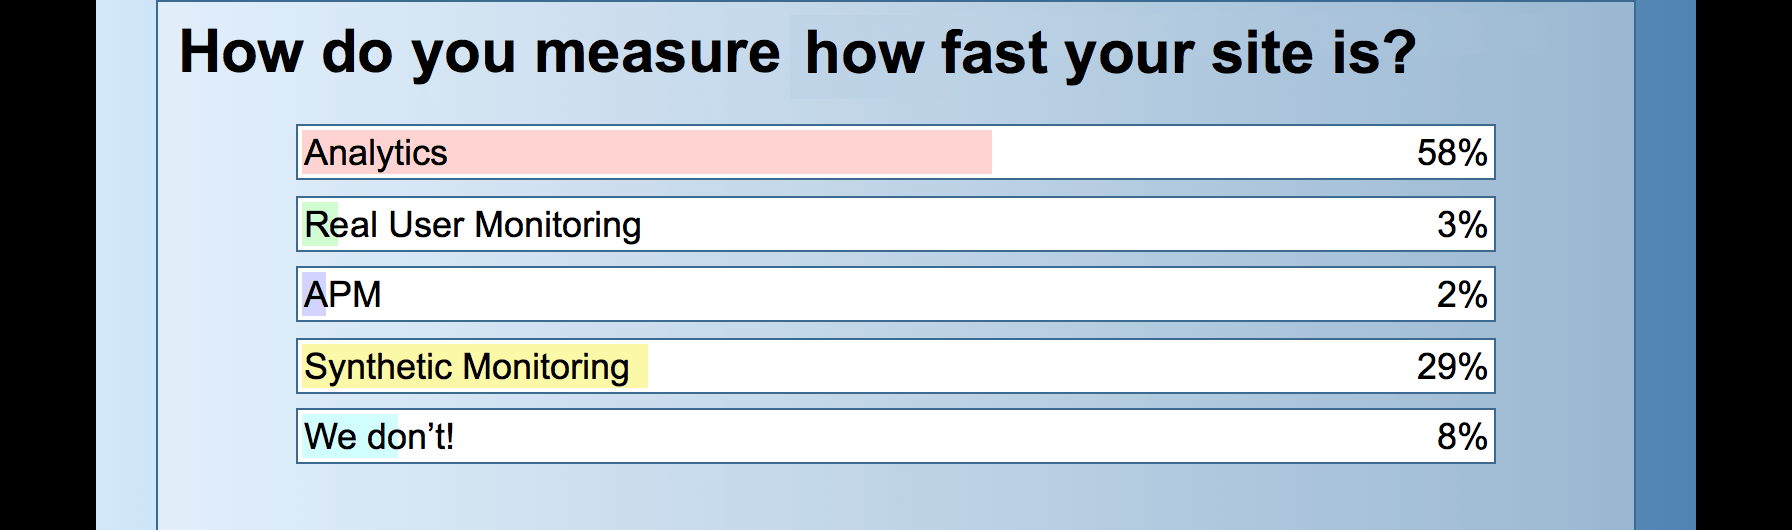 How do you measure how fast your site is?
Analytics 58%
Real User Monitoring 3%
APM 2%
Synthetic Monitoring 29%
We don’t! 8%